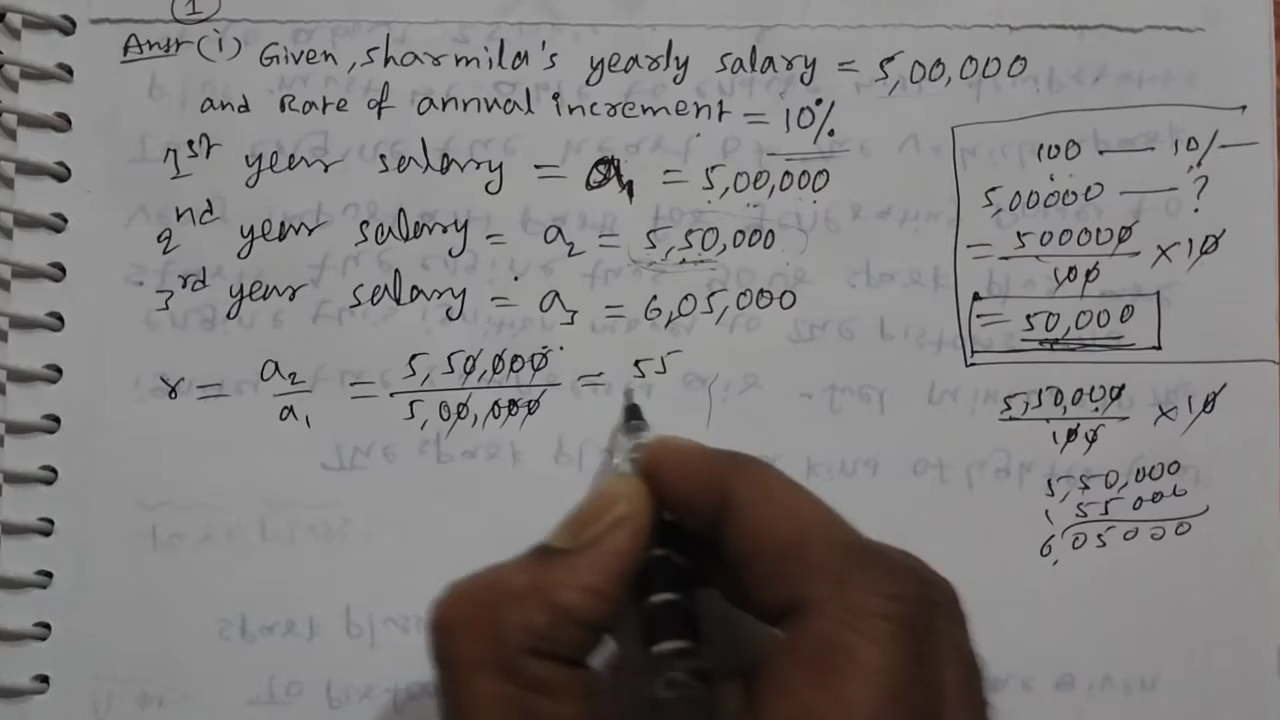 1
Ansr (i) Given, sharmila's yearly salary = 5,00,000
and Rate of annual increment = 10%
1st year salary = a1 = 5,00,000
2nd year salary = a2 = 5,50,000
3rd year salary = a3 = 6,05,000
r = a2/a1 = 5,50,000/5,00,000 = 55
100 — 10/—
5,00000 — ?
= 500000/100 × 10
= 50,000
5,50,000/100 × 10
5,50,000
55000
6,05000